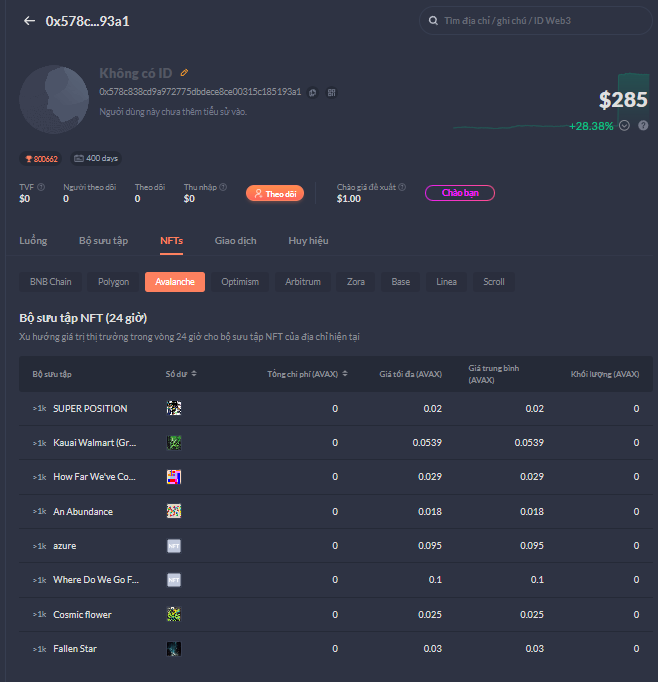 0x578c...93a1
Tìm địa chỉ / ghi chú / ID Web3
Không có ID
0x578c838cd9a972775dbdece8ce00315c185193a1
Người dùng này chưa thêm tiểu sử vào.
$285
+28.38%
800662
400 days
TVF
$0
Người theo dõi
0
Theo dõi
0
Thu nhập
$0
Theo dõi
Chào giá đề xuất
$1.00
Chào bạn
Luồng Bộ sưu tập NFTs Giao dịch Huy hiệu
BNB Chain Polygon Avalanche Optimism Arbitrum Zora Base Linea Scroll
Bộ sưu tập NFT (24 giờ)
Xu hướng giá trị thị trường trong vòng 24 giờ cho bộ sưu tập NFT của địa chỉ hiện tại
Bộ sưu tập Số dư Tổng chi phí (AVAX) Giá tối đa (AVAX) Giá trung bình (AVAX) Khối lượng (AVAX)
>1k SUPER POSITION 0 0.02 0.02 0
>1k Kauai Walmart (Gr... 0 0.0539 0.0539 0
>1k How Far We've Co... 0 0.029 0.029 0
>1k An Abundance 0 0.018 0.018 0
>1k azure NFT 0 0.095 0.095 0
>1k Where Do We Go F... NFT 0 0.1 0.1 0
>1k Cosmic flower 0 0.025 0.025 0
>1k Fallen Star 0 0.03 0.03 0